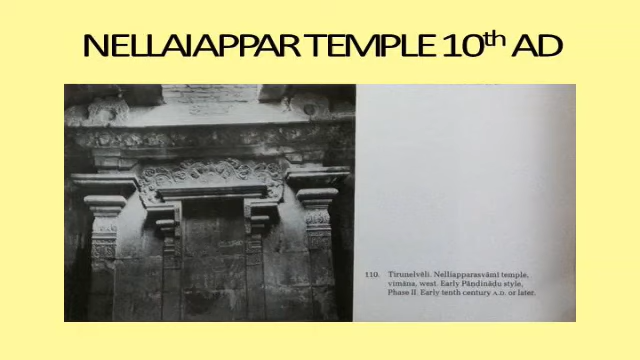 NELLAIAPPAR TEMPLE 10th AD
110. Tirunelvēli. Nelliapparasvāmi temple,
vimāna, west. Early Pāṇḍināḍu style,
Phase II. Early tenth century A.D. or later.